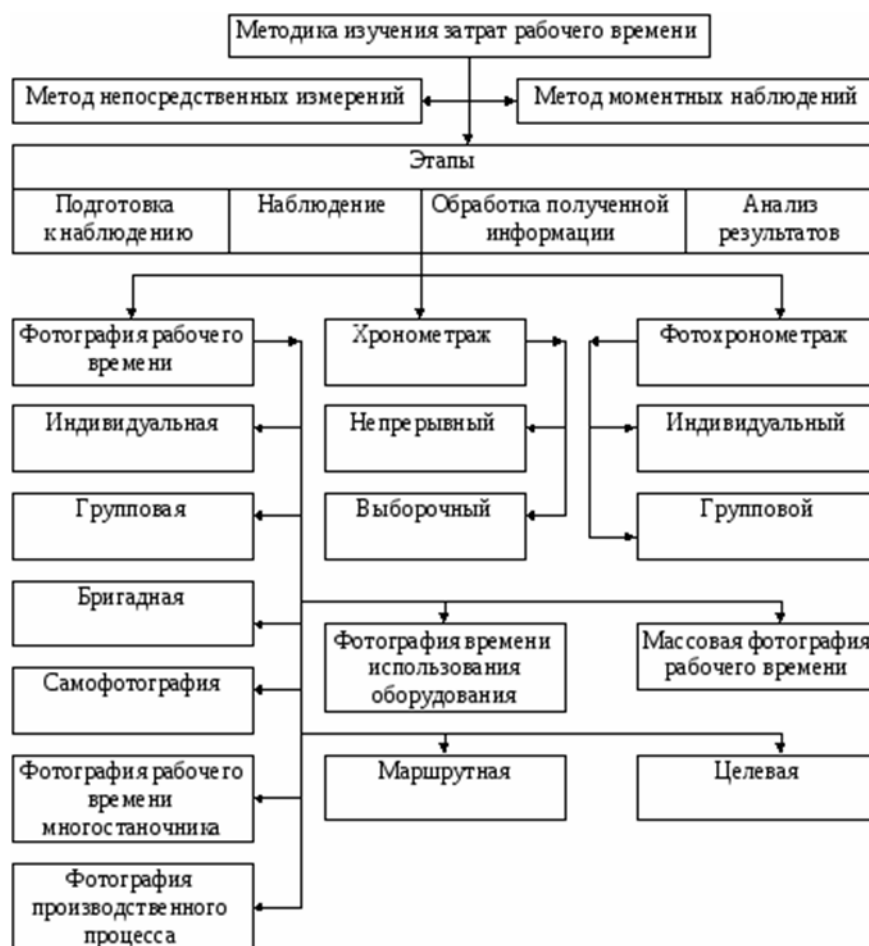 Методика изучения затрат рабочего времени
Метод непосредственных измерений
Метод моментных наблюдений
Этапы
Подготовка
к наблюдению
Наблюдение
Обработка полученной
информации
Анализ
результатов
Фотография рабочего
времени
Хронометраж
Фотохронометраж
Индивидуальная
Непрерывный
Индивидуальный
Групповая
Выборочный
Групповой
Бригадная
Фотография времени
использования
оборудования
Массовая фотография
рабочего времени
Самофотография
Фотография рабочего
времени
многостаночника
Маршрутная
Целевая
Фотография
производственного
процесса